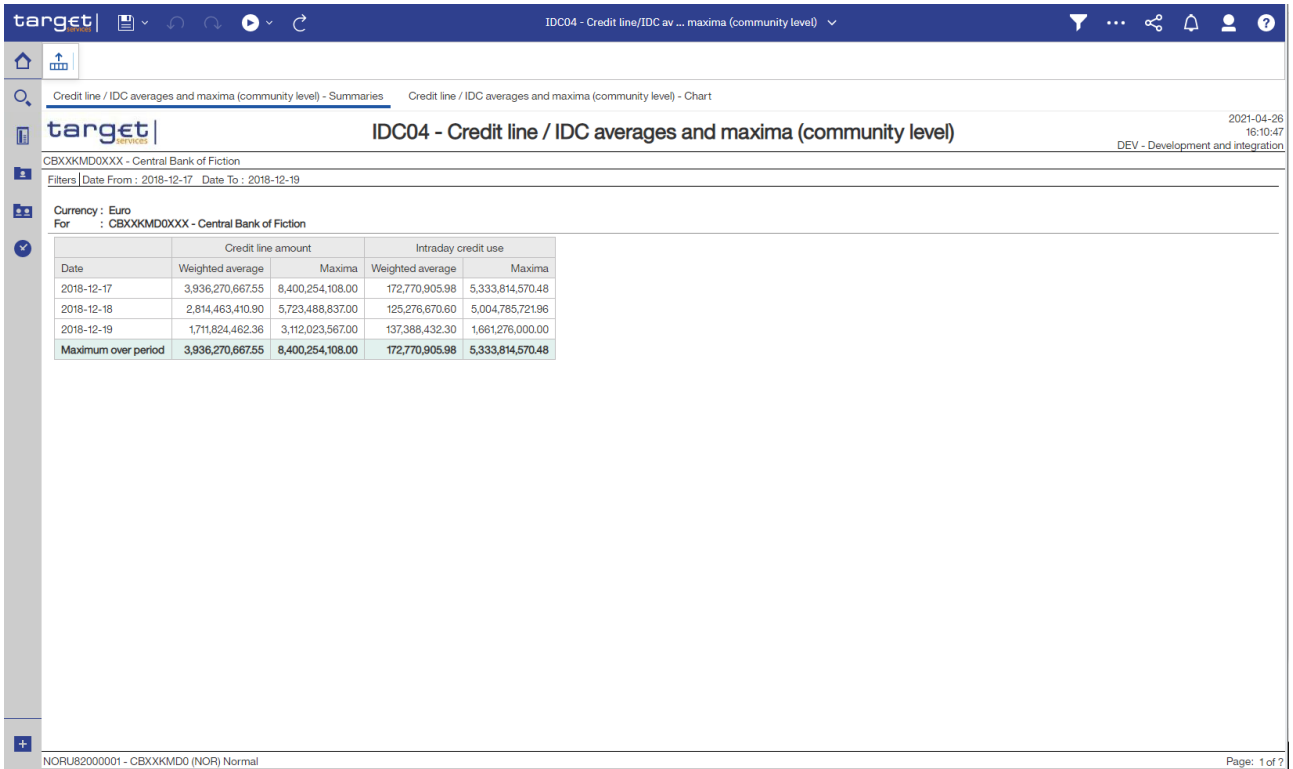 target|
services
IDC04 - Credit line/IDC av ... maxima (community level)
Credit line / IDC averages and maxima (community level) - Summaries Credit line / IDC averages and maxima (community level) - Chart
target|
services
IDC04 - Credit line / IDC averages and maxima (community level)
2021-04-26
16:10:47
DEV - Development and integration
CBXXKMD0XXX - Central Bank of Fiction
Filters Date From : 2018-12-17 Date To : 2018-12-19
Currency : Euro
For : CBXXKMD0XXX - Central Bank of Fiction
Credit line amount Intraday credit use
Date Weighted average Maxima Weighted average Maxima
2018-12-17 3,936,270,667.55 8,400,254,108.00 172,770,905.98 5,333,814,570.48
2018-12-18 2,814,463,410.90 5,723,488,837.00 125,276,670.60 5,004,785,721.96
2018-12-19 1,711,824,462.36 3,112,023,567.00 137,388,432.30 1,661,276,000.00
Maximum over period 3,936,270,667.55 8,400,254,108.00 172,770,905.98 5,333,814,570.48
NORU82000001 - CBXXKMD0 (NOR) Normal
Page: 1 of ?